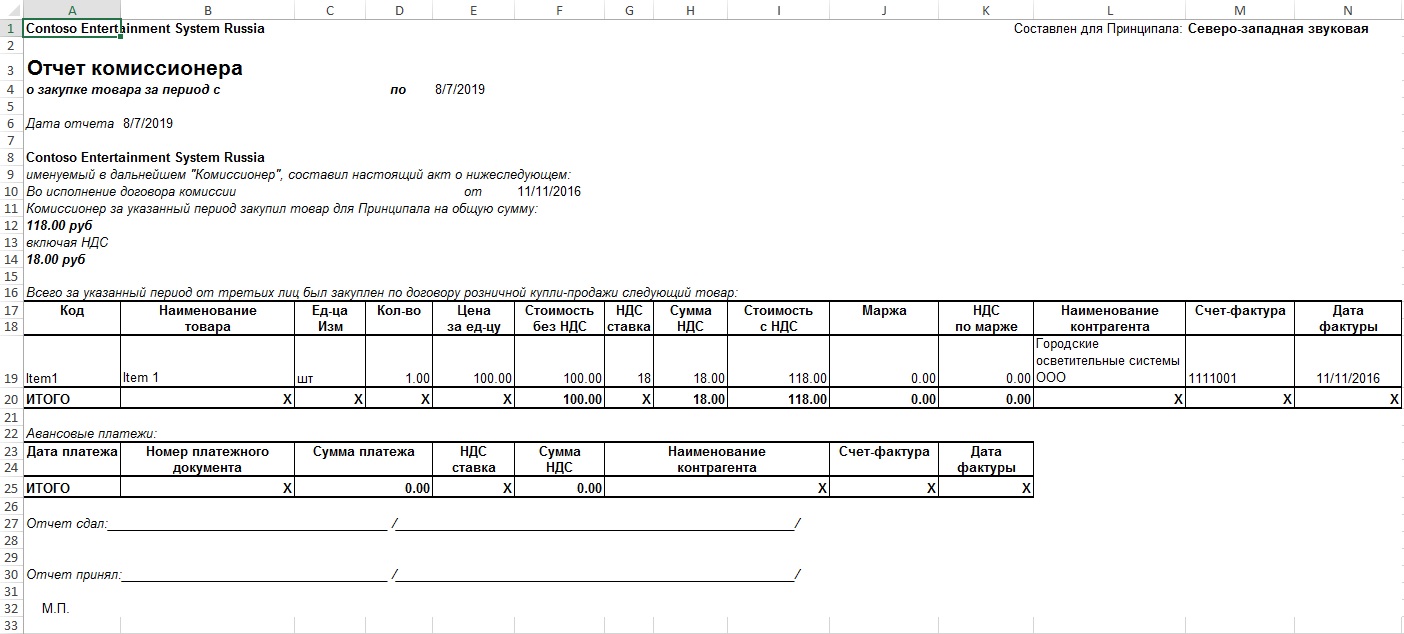 A B C D E F G H I J K L M N
1 Contoso Entertainment System Russia Составлен для Принципала: Северо-западная звуковая
2
3 Отчет комиссионера
4 о закупке товара за период с по 8/7/2019
5
6 Дата отчета 8/7/2019
7
8 Contoso Entertainment System Russia
9 именуемый в дальнейшем "Комиссионер", составил настоящий акт о нижеследующем:
10 Во исполнение договора комиссии от 11/11/2016
11 Комиссионер за указанный период закупил товар для Принципала на общую сумму:
12 118.00 руб
13 включая НДС
14 18.00 руб
15
16 Всего за указанный период от третьих лиц был закуплен по договору розничной купли-продажи следующий товар:
17 Код Наименование Ед-ца Кол-во Цена Стоимость НДС Сумма Стоимость Маржа НДС Наименование Счет-фактура Дата
18 товара Изм за ед-цу без НДС ставка НДС с НДС по марже контрагента фактуры
Городские
осветительные системы
19 Item1 Item 1 шт 1.00 100.00 100.00 18 18.00 118.00 0.00 0.00 ООО 1111001 11/11/2016
20 ИТОГО X X X X 100.00 X 18.00 118.00 0.00 0.00 X X X
21
22 Авансовые платежи:
23 Дата платежа Номер платежного Сумма платежа НДС Сумма Наименование Счет-фактура Дата
24 документа ставка НДС контрагента фактуры
25 ИТОГО X 0.00 X 0.00 X X X
26
27 Отчет сдал: / /
28
29
30 Отчет принял: / /
31
32 М.П.
33